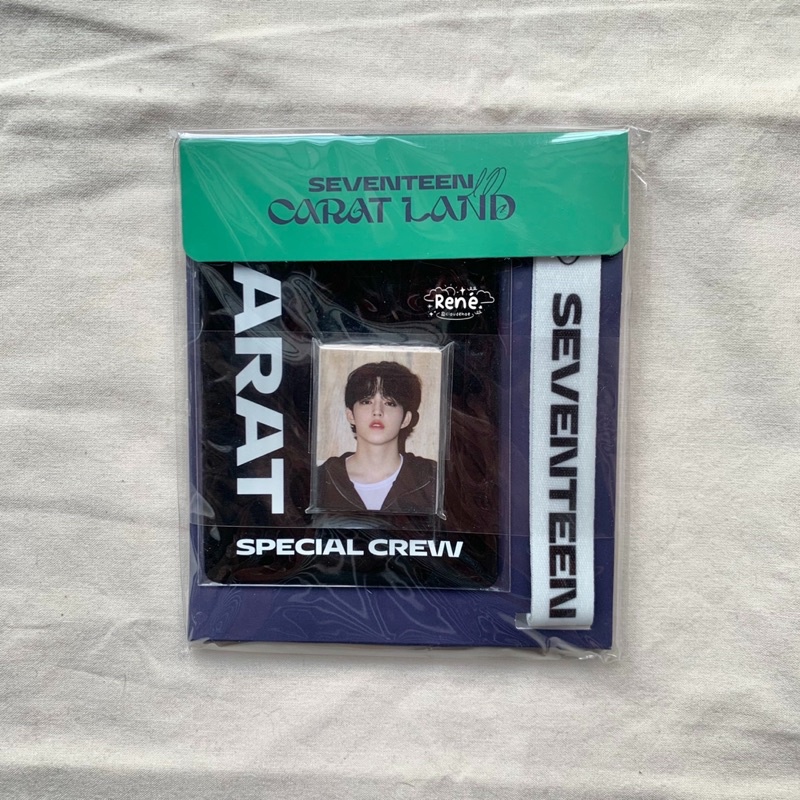 SEVENTEEN
CARAT LAND
ARAT
René
SPECIAL CREW
SEVENTEEN